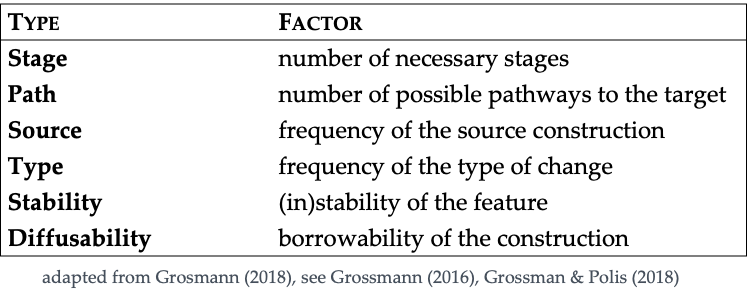 TYPE FACTOR
Stage number of necessary stages
Path number of possible pathways to the target
Source frequency of the source construction
Type frequency of the type of change
Stability (in)stability of the feature
Diffusability borrowability of the construction
adapted from Grosmann (2018), see Grossmann (2016), Grossman & Polis (2018)